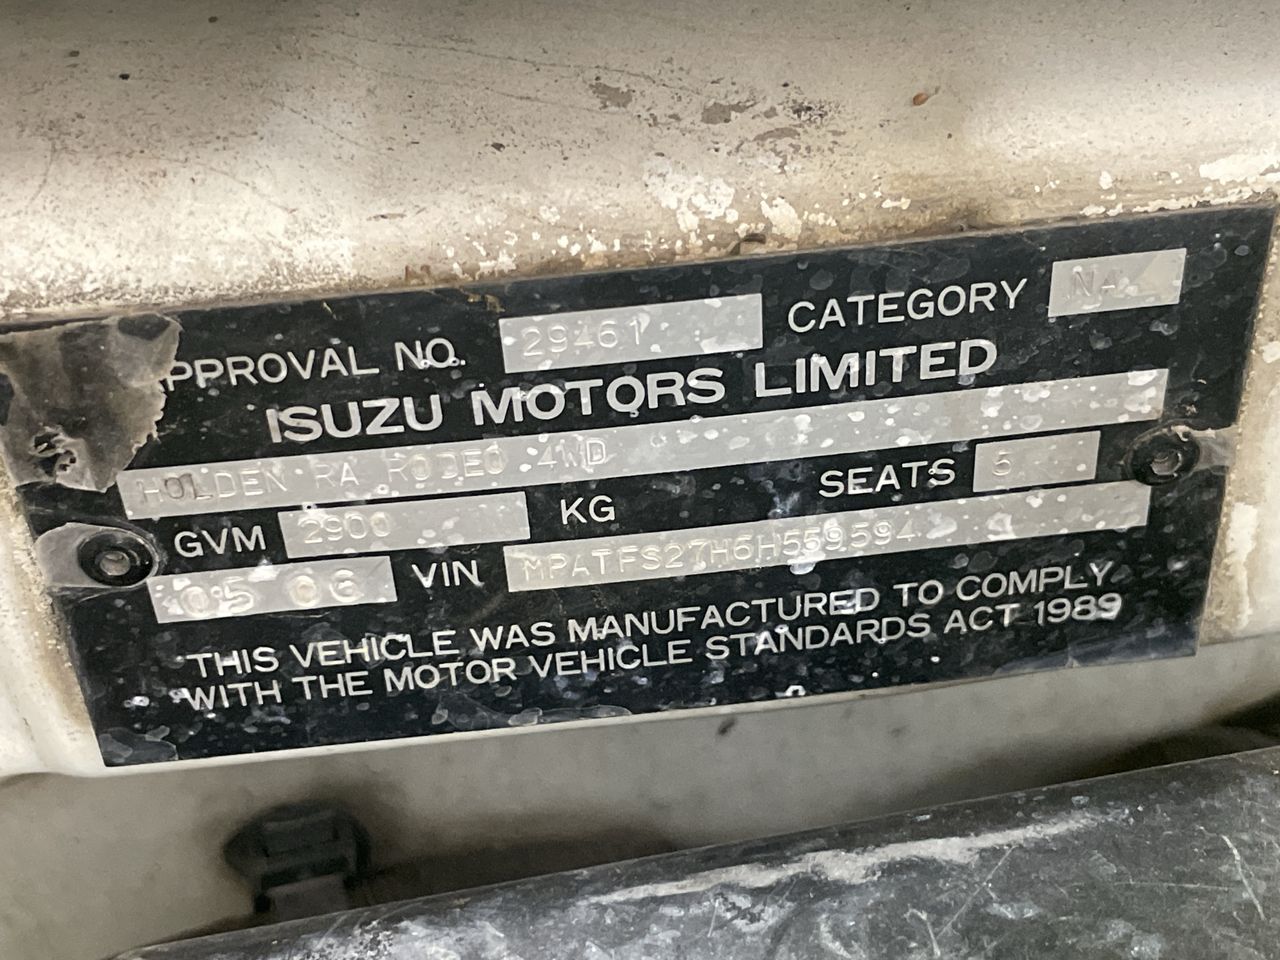 APPROVAL NO. 29461 CATEGORY NA
ISUZU MOTORS LIMITED
HOLDEN RA RODEO 4WD
GVM 2900 KG SEATS 5
05 06 VIN MPATFS27H6H559594
THIS VEHICLE WAS MANUFACTURED TO COMPLY
WITH THE MOTOR VEHICLE STANDARDS ACT 1989